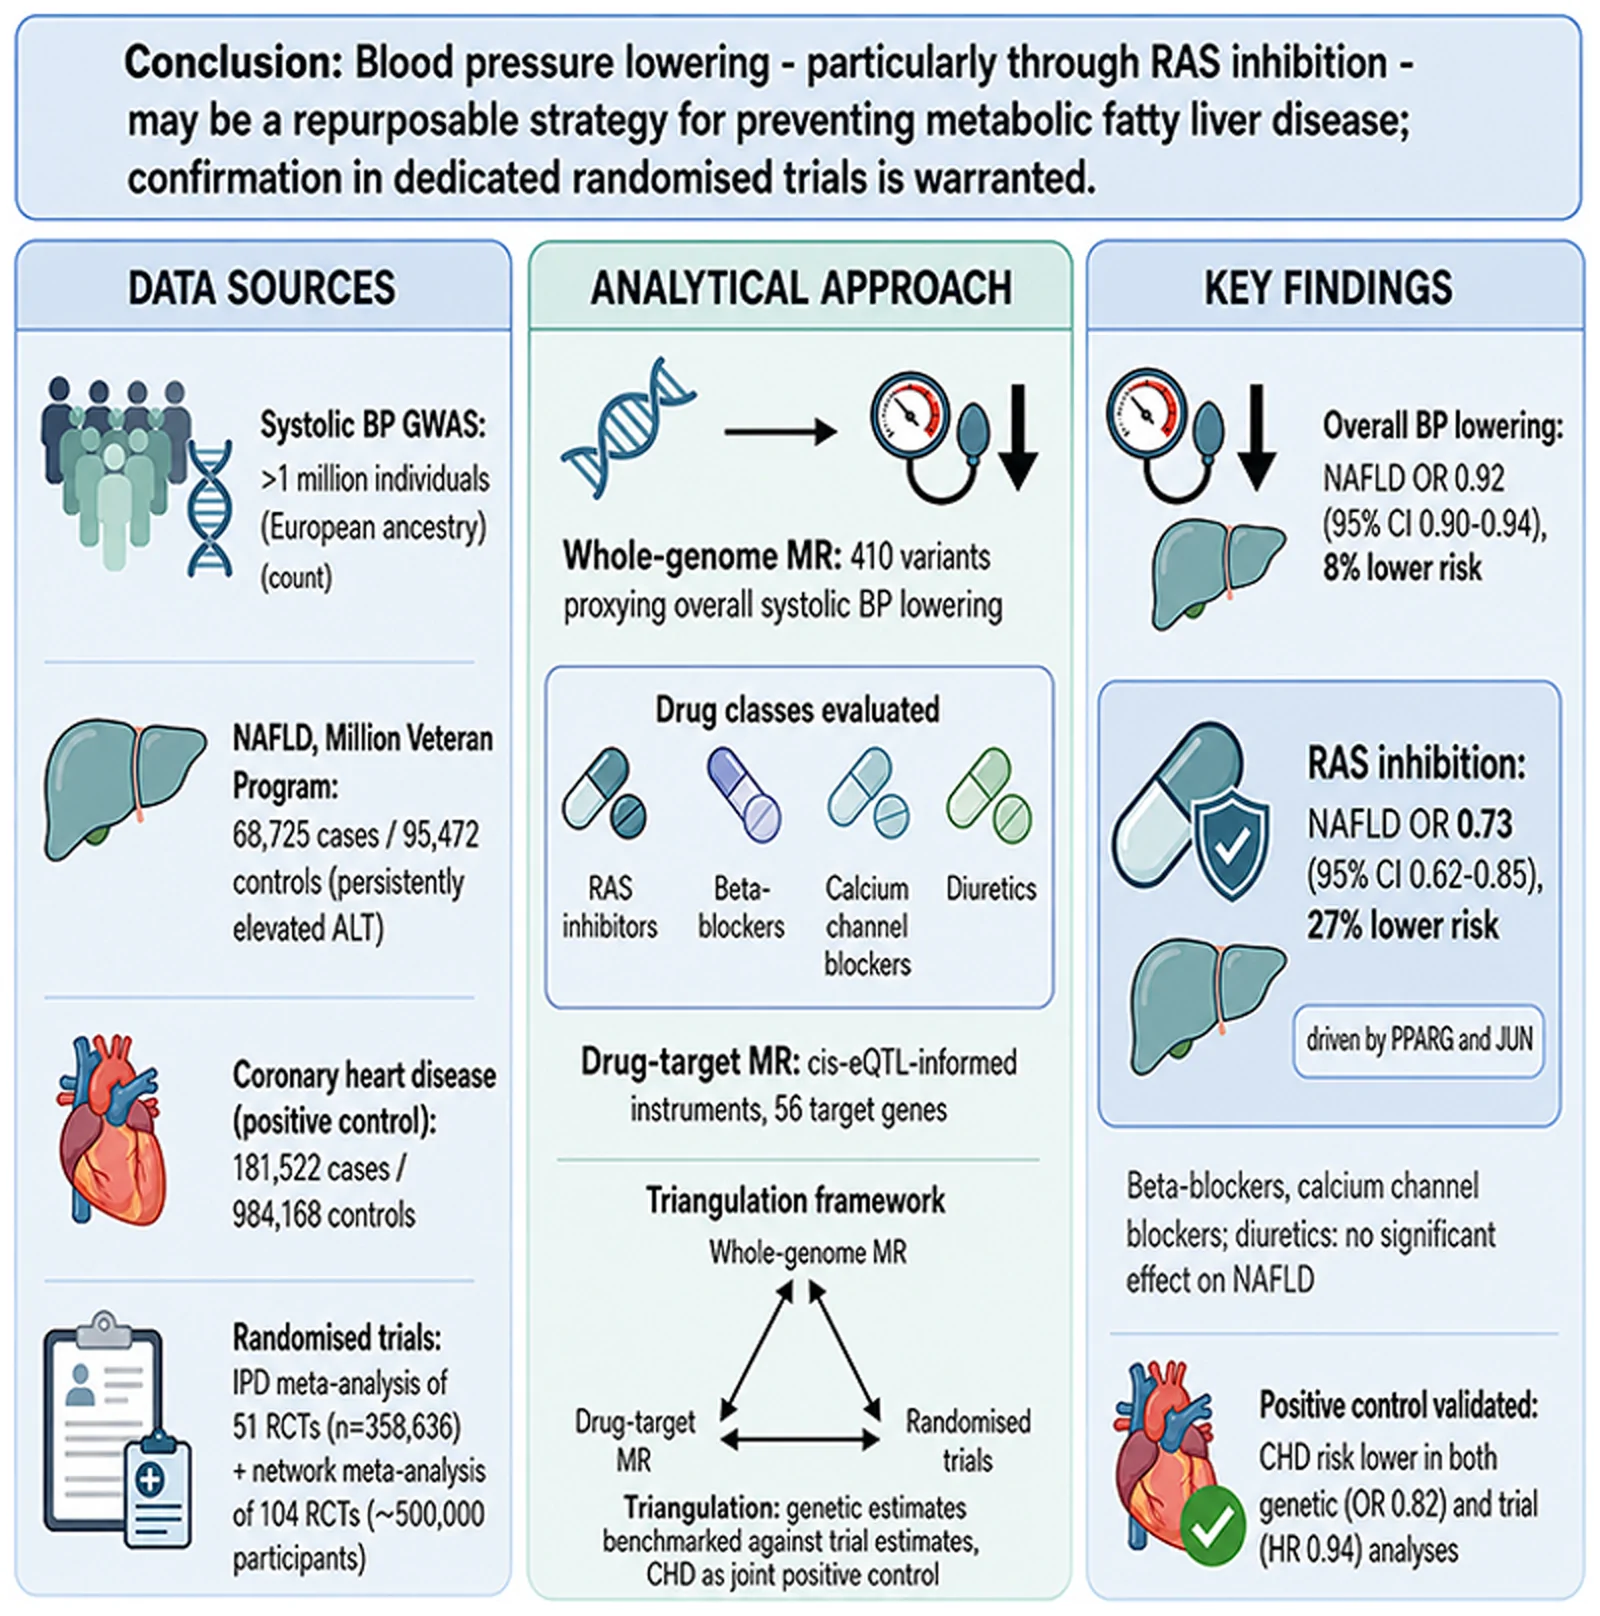 Conclusion: Blood pressure lowering - particularly through RAS inhibition -
may be a repurposable strategy for preventing metabolic fatty liver disease;
confirmation in dedicated randomised trials is warranted.
DATA SOURCES
Systolic BP GWAS:
>1 million individuals
(European ancestry)
(count)
NAFLD, Million Veteran
Program:
68,725 cases / 95,472
controls (persistently
elevated ALT)
Coronary heart disease
(positive control):
181,522 cases /
984,168 controls
Randomised trials:
IPD meta-analysis of
51 RCTs (n=358,636)
+ network meta-analysis
of 104 RCTs (~500,000
participants)
ANALYTICAL APPROACH
Whole-genome MR: 410 variants
proxying overall systolic BP lowering
Drug classes evaluated
RAS
inhibitors
Beta-
blockers
Calcium
channel
blockers
Diuretics
Drug-target MR: cis-eQTL-informed
instruments, 56 target genes
Triangulation framework
Whole-genome MR
Drug-target
MR
Randomised
trials
Triangulation: genetic estimates
benchmarked against trial estimates,
CHD as joint positive control
KEY FINDINGS
Overall BP lowering:
NAFLD OR 0.92
(95% CI 0.90-0.94),
8% lower risk
RAS inhibition:
NAFLD OR 0.73
(95% CI 0.62-0.85),
27% lower risk
driven by PPARG and JUN
Beta-blockers, calcium channel
blockers; diuretics: no significant
effect on NAFLD
Positive control validated:
CHD risk lower in both
genetic (OR 0.82) and trial
(HR 0.94) analyses